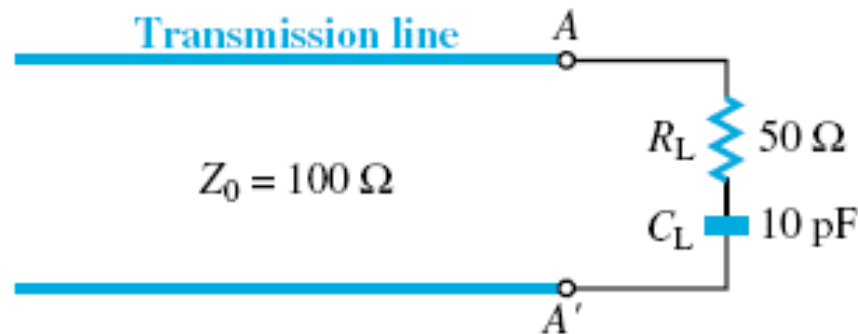 Transmission line
A
R_L
50 Ω
Z_0 = 100 Ω
C_L
10 pF
A'